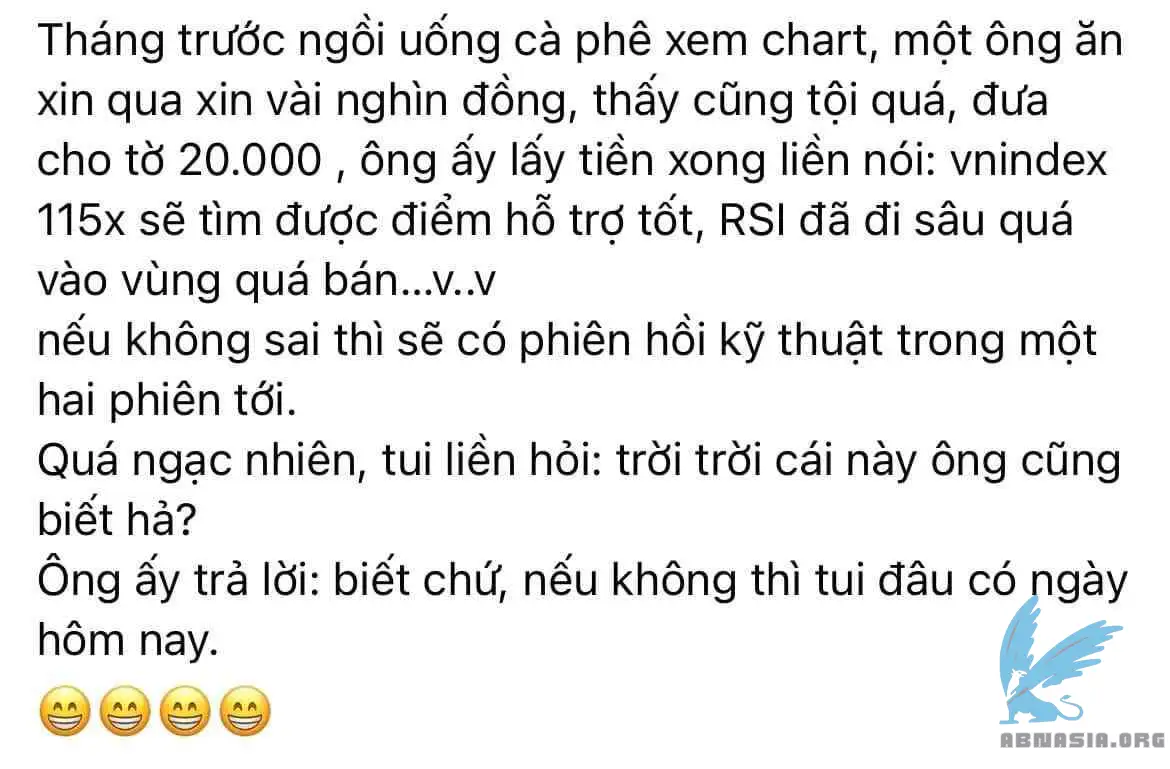 Tháng trước ngồi uống cà phê xem chart, một ông ăn
xin qua xin vài nghìn đồng, thấy cũng tội quá, đưa
cho tờ 20.000 , ông ấy lấy tiền xong liền nói: vnindex
115x sẽ tìm được điểm hỗ trợ tốt, RSI đã đi sâu quá
vào vùng quá bán...v..v
nếu không sai thì sẽ có phiên hồi kỹ thuật trong một
hai phiên tới.
Quá ngạc nhiên, tui liền hỏi: trời trời cái này ông cũng
biết hả?
Ông ấy trả lời: biết chứ, nếu không thì tui đâu có ngày
hôm nay.
😁😁😁😁
ABNASIA.ORG